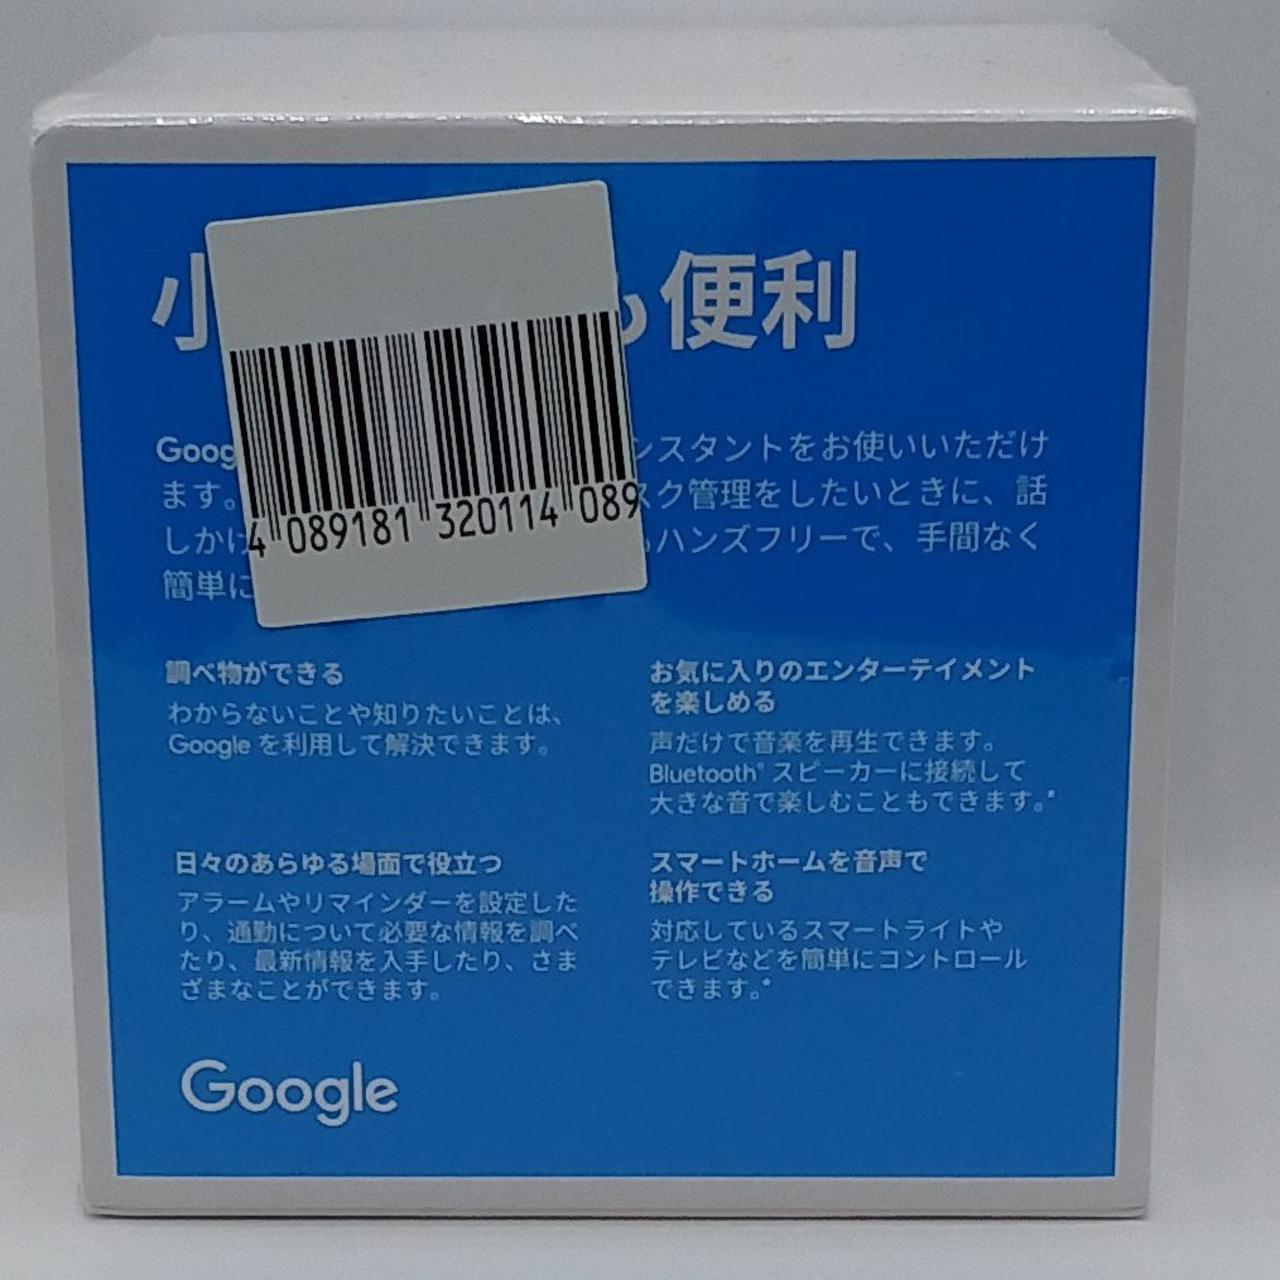 小 も便利
Goog シスタントをお使いいただけ
ます。 スク管理をしたいときに、話
しかけ もハンズフリーで、手間なく
簡単に
4 089181 320114 089
調べ物ができる
わからないことや知りたいことは、
Google を利用して解決できます。
お気に入りのエンターテイメント
を楽しめる
声だけで音楽を再生できます。
Bluetooth® スピーカーに接続して
大きな音で楽しむこともできます。*
日々のあらゆる場面で役立つ
アラームやリマインダーを設定した
り、通勤について必要な情報を調べ
たり、最新情報を入手したり、さま
ざまなことができます。
スマートホームを音声で
操作できる
対応しているスマートライトや
テレビなどを簡単にコントロール
できます。*
Google